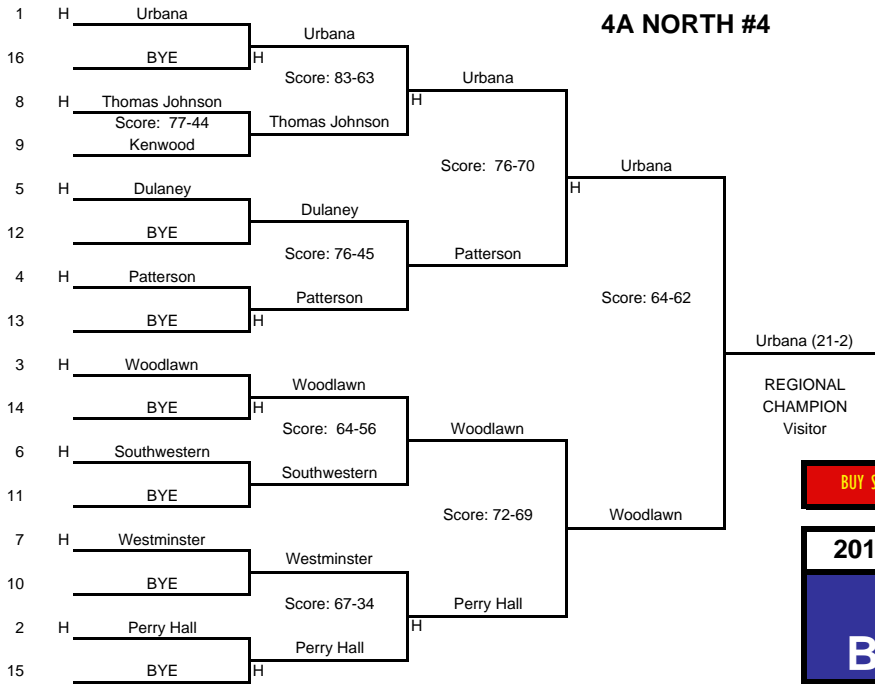 4A NORTH #4
1 H Urbana
Urbana
16 BYE H
Score: 83-63 Urbana
8 H Thomas Johnson H
Score: 77-44 Thomas Johnson
9 Kenwood
Score: 76-70 Urbana
5 H Dulaney H
Dulaney
12 BYE
Score: 76-45 Patterson
4 H Patterson
Patterson Score: 64-62
13 BYE H
Urbana (21-2)
3 H Woodlawn
Woodlawn REGIONAL
14 BYE H CHAMPION
Score: 64-56 Woodlawn Visitor
6 H Southwestern
Southwestern
11 BYE
BUY
Score: 72-69 Woodlawn
7 H Westminster
Westminster 201
10 BYE
Score: 67-34 Perry Hall
2 H Perry Hall H
Perry Hall B
15 BYE H